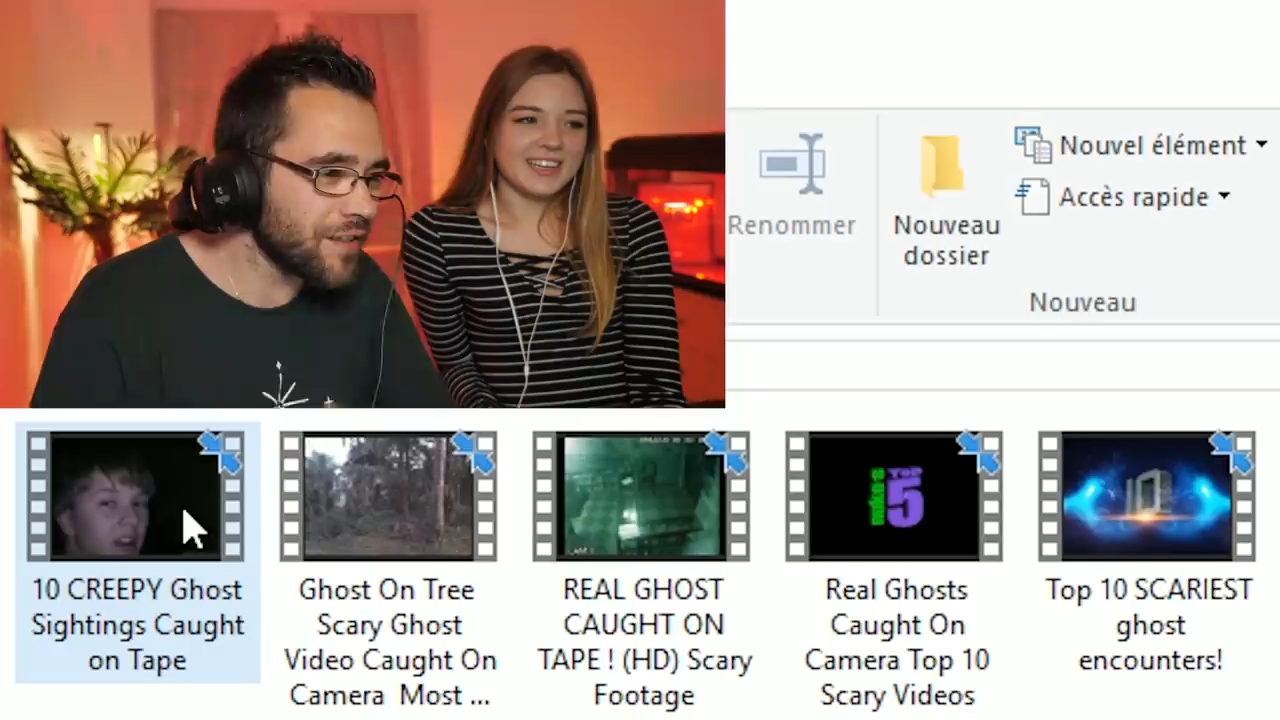 Renommer
Nouveau
dossier
Nouvel élément
Accès rapide
Nouveau
TOP
5
10 CREEPY Ghost
Sightings Caught
on Tape
Ghost On Tree
Scary Ghost
Video Caught On
Camera Most ...
REAL GHOST
CAUGHT ON
TAPE ! (HD) Scary
Footage
Real Ghosts
Caught On
Camera Top 10
Scary Videos
Top 10 SCARIEST
ghost
encounters!